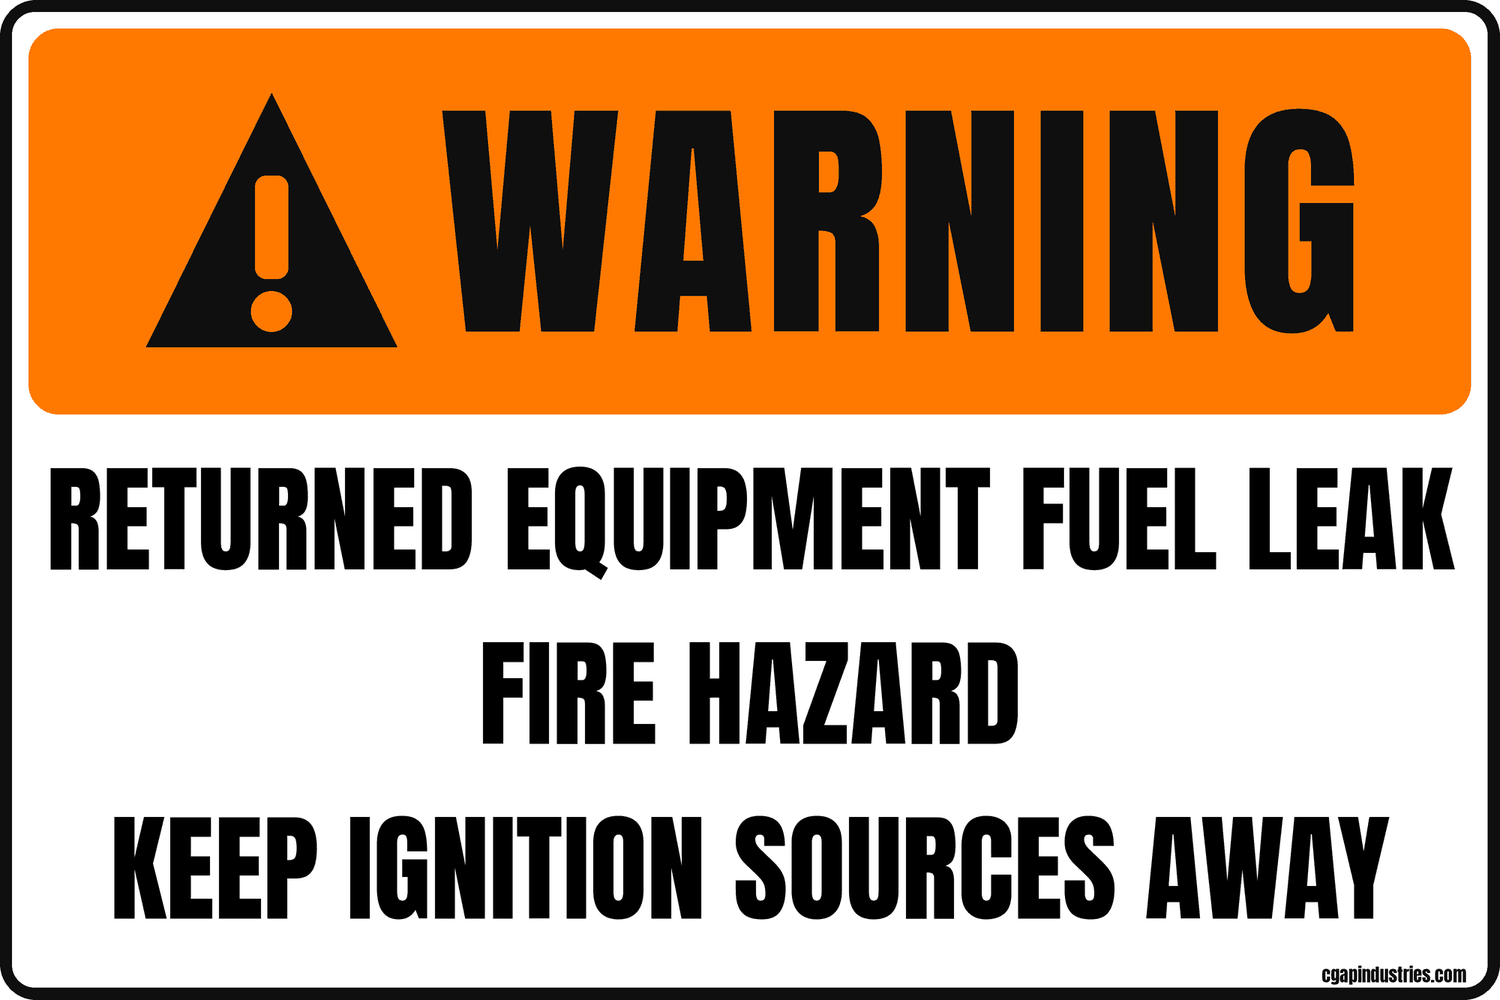 WARNING
RETURNED EQUIPMENT FUEL LEAK
FIRE HAZARD
KEEP IGNITION SOURCES AWAY
cgapindustries.com